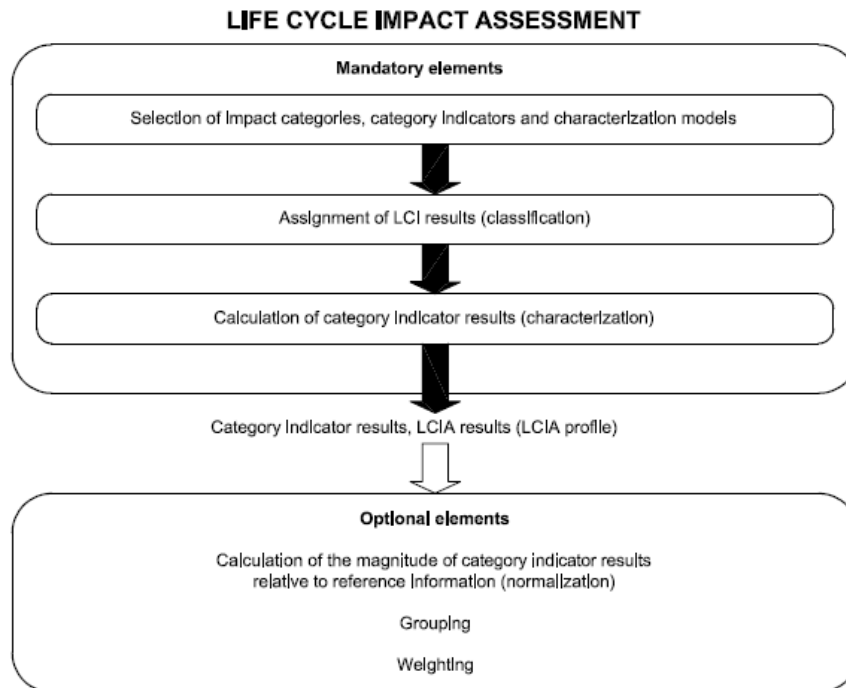 LIFE CYCLE IMPACT ASSESSMENT
Mandatory elements
Selection of impact categories, category indicators and characterization models
Assignment of LCI results (classification)
Calculation of category indicator results (characterization)
Category indicator results, LCIA results (LCIA profile)
Optional elements
Calculation of the magnitude of category indicator results
relative to reference information (normalization)
Grouping
Weighting